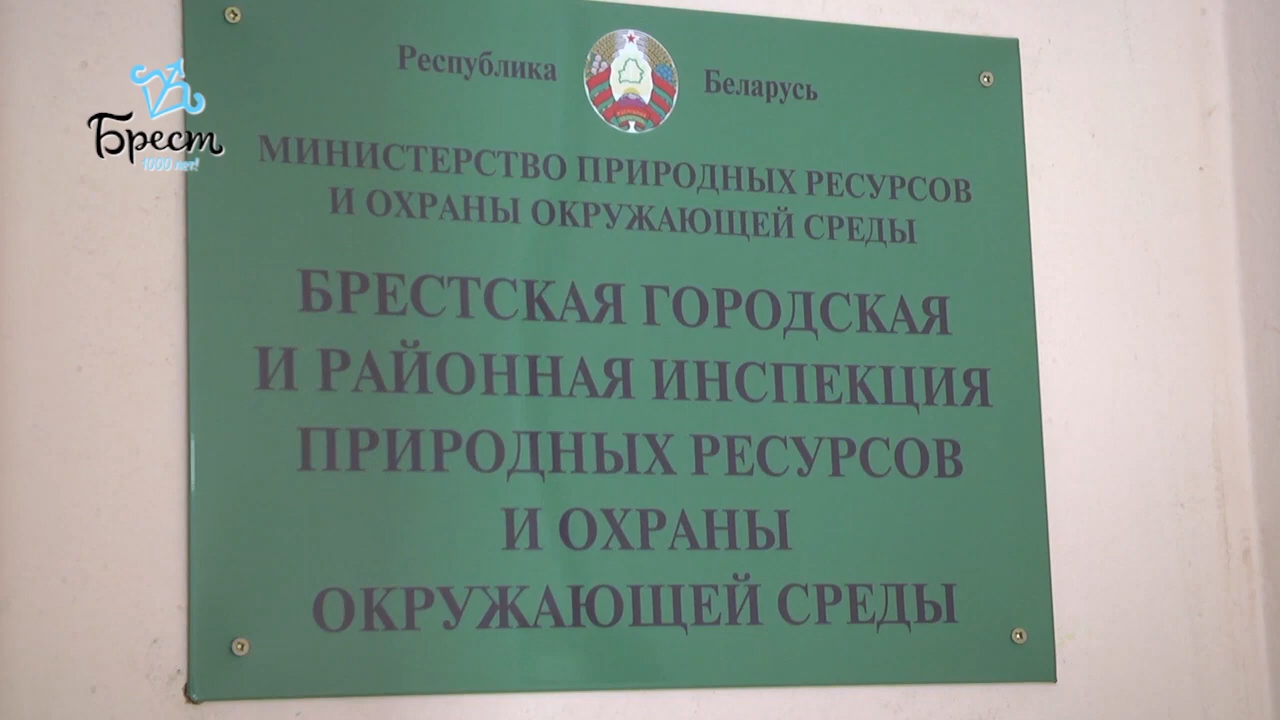 Брест
1000 лет!
Республика Беларусь
МИНИСТЕРСТВО ПРИРОДНЫХ РЕСУРСОВ
И ОХРАНЫ ОКРУЖАЮЩЕЙ СРЕДЫ
БРЕСТСКАЯ ГОРОДСКАЯ
И РАЙОННАЯ ИНСПЕКЦИЯ
ПРИРОДНЫХ РЕСУРСОВ
И ОХРАНЫ
ОКРУЖАЮЩЕЙ СРЕДЫ